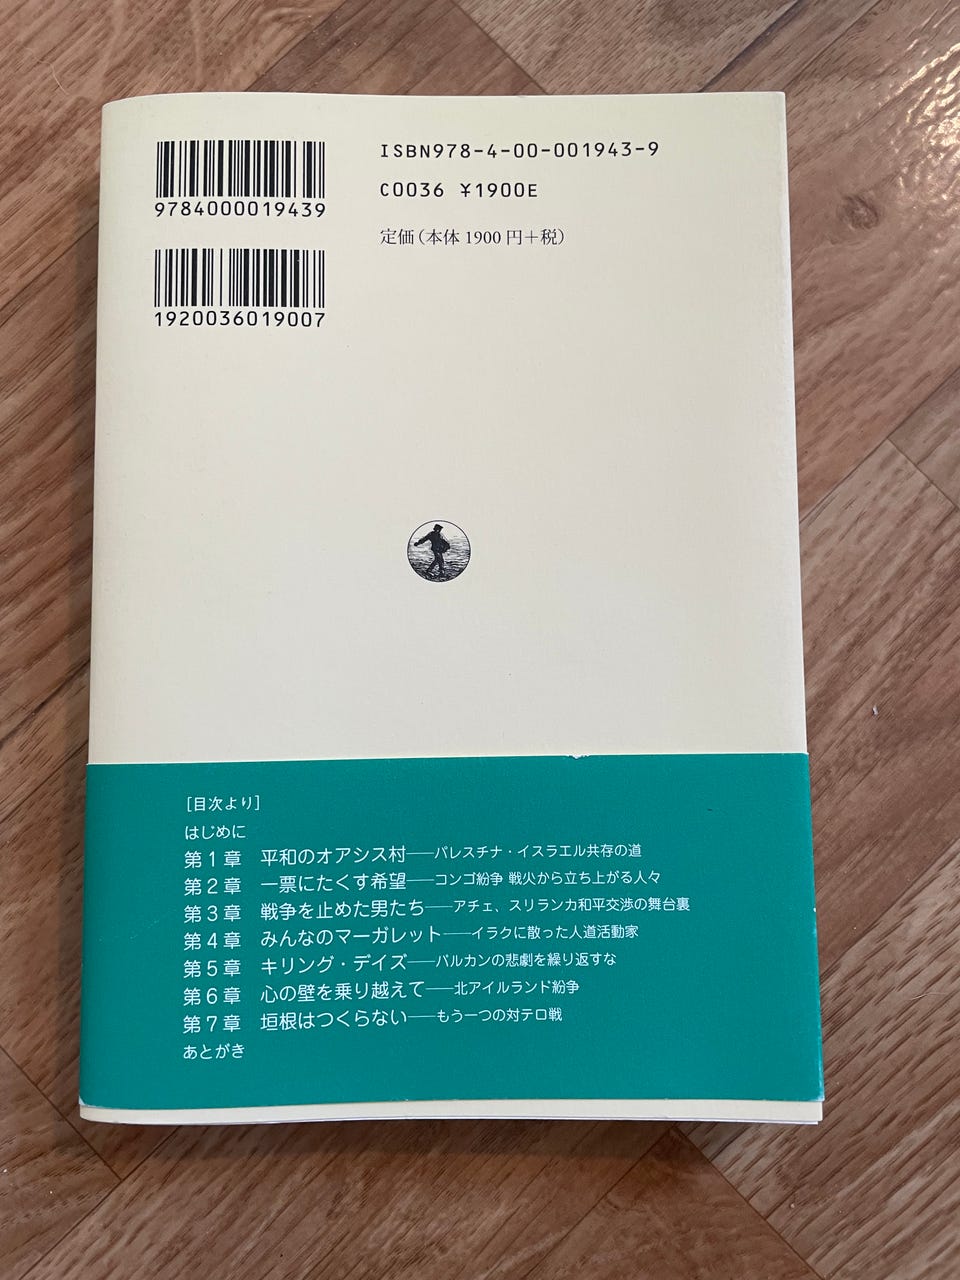 ISBN978-4-00-001943-9
C0036 ¥1900E
定価(本体1900円+税)
9784000019439
1920036019007
[目次より]
はじめに
第1章 平和のオアシス村──パレスチナ・イスラエル共存の道
第2章 一票にたくす希望──コンゴ紛争 戦火から立ち上がる人々
第3章 戦争を止めた男たち──アチェ、スリランカ和平交渉の舞台裏
第4章 みんなのマーガレット──イラクに散った人道活動家
第5章 キリング・デイズ──バルカンの悲劇を繰り返すな
第6章 心の壁を乗り越えて──北アイルランド紛争
第7章 垣根はつくらない──もう一つの対テロ戦
あとがき